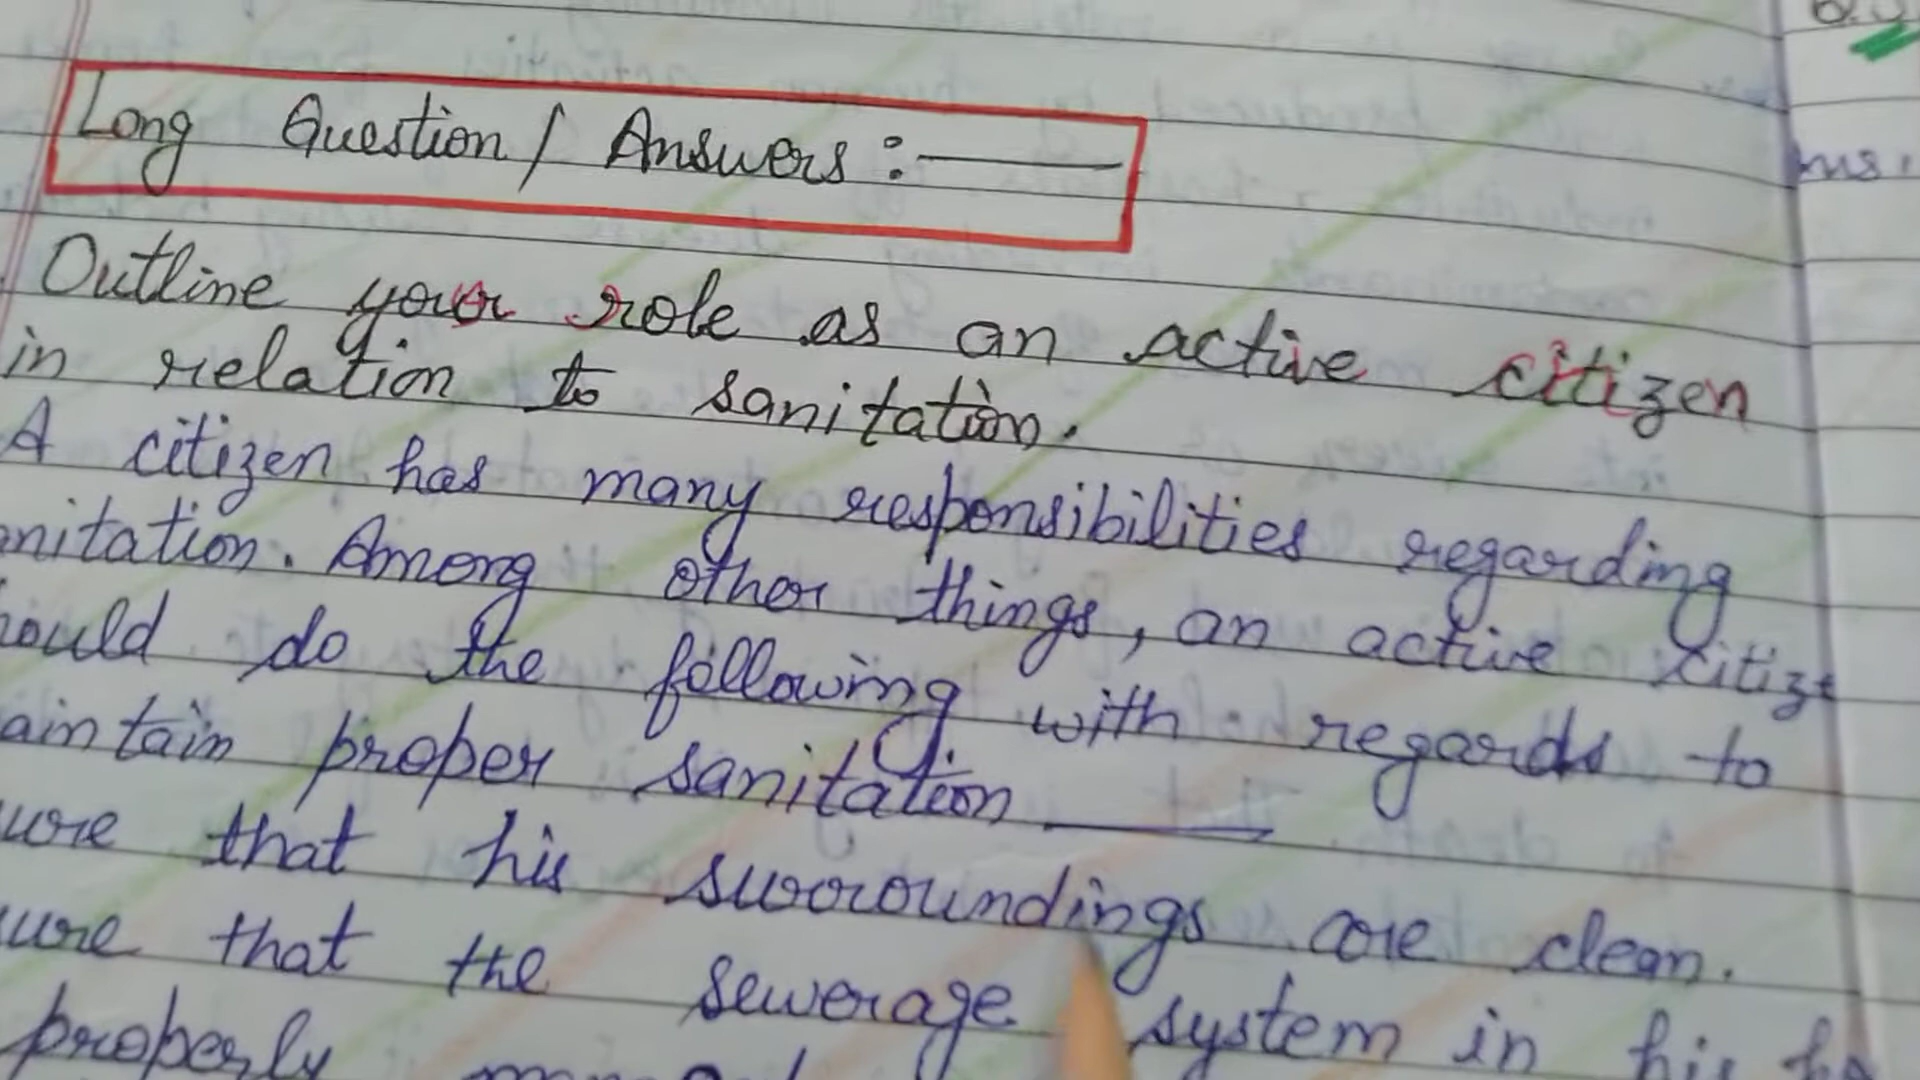 Long Question / Answers :—
Outline your role as an active citizen
in relation to sanitation.
A citizen has many responsibilities regarding
nitation. Among other things, an active citize
ould do the following with regards to
aintain proper sanitation —
ure that his surroundings are clean.
ure that the sewerage system in his
properly
ms.